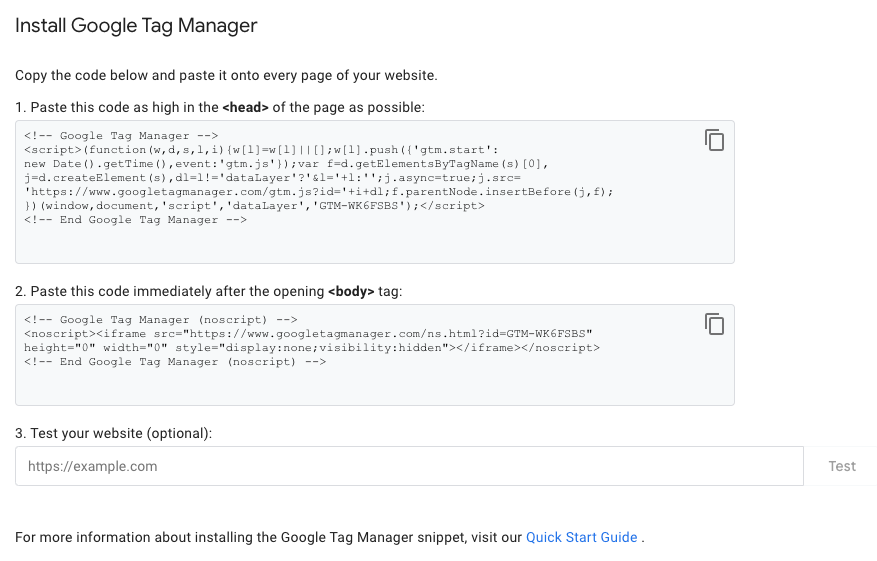 Install Google Tag Manager
Copy the code below and paste it onto every page of your website.
1. Paste this code as high in the <head> of the page as possible:
<!-- Google Tag Manager -->
<script>(function(w,d,s,l,i){w[l]=w[l]||[];w[l].push({'gtm.start':
new Date().getTime(),event:'gtm.js'});var f=d.getElementsByTagName(s)[0],
j=d.createElement(s),dl=l!='dataLayer'?'&l='+l:'';j.async=true;j.src=
'https://www.googletagmanager.com/gtm.js?id='+i+dl;f.parentNode.insertBefore(j,f);
})(window,document,'script','dataLayer','GTM-WK6FSBS');</script>
<!-- End Google Tag Manager -->
2. Paste this code immediately after the opening <body> tag:
<!-- Google Tag Manager (noscript) -->
<noscript><iframe src="https://www.googletagmanager.com/ns.html?id=GTM-WK6FSBS"
height="0" width="0" style="display:none;visibility:hidden"></iframe></noscript>
<!-- End Google Tag Manager (noscript) -->
3. Test your website (optional):
https://example.com Test
For more information about installing the Google Tag Manager snippet, visit our Quick Start Guide .